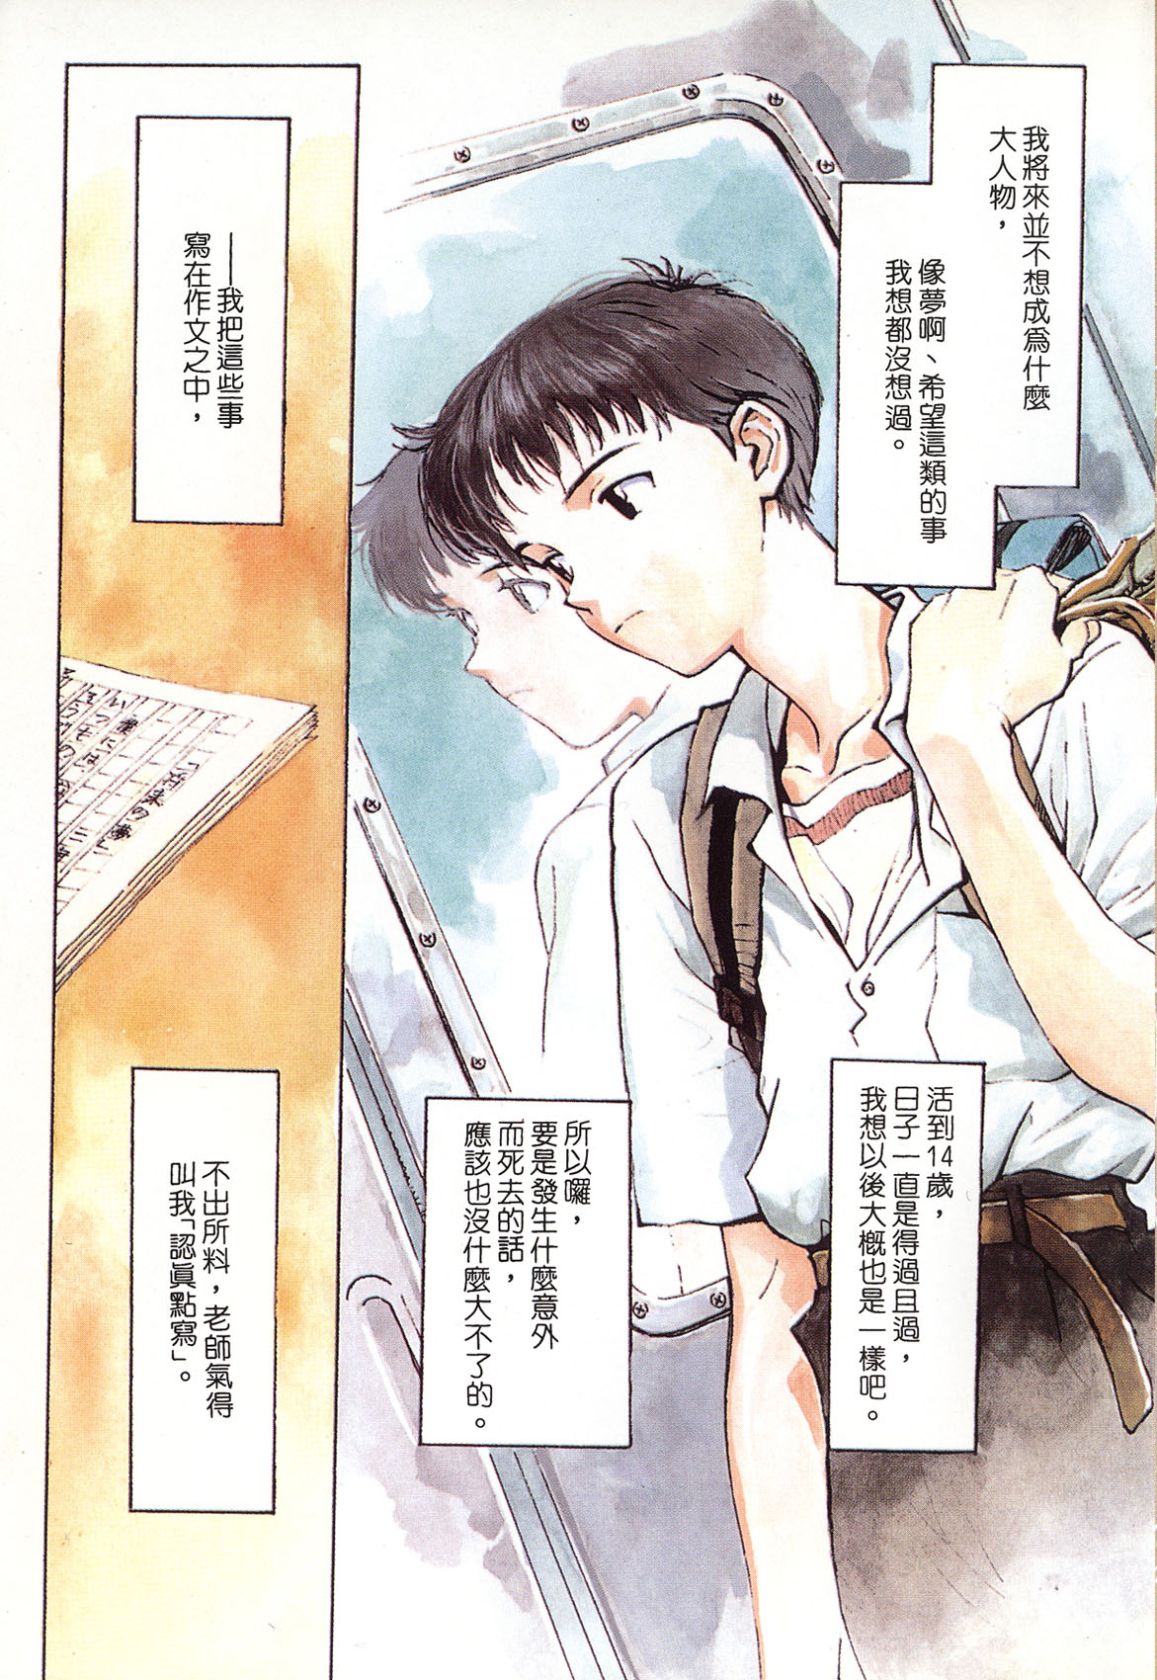 我將來並不想成為什麼
大人物，
像夢啊、希望這類的事
我想都沒想過。
活到14歲，
日子一直是得過且過，
我想以後大概也是一樣吧。
所以囉，
要是發生什麼意外
而死去的話，
應該也沒什麼大不了的。
──我把這些事
寫在作文之中，
「将来の夢」
不出所料，老師氣得
叫我「認眞點寫」。